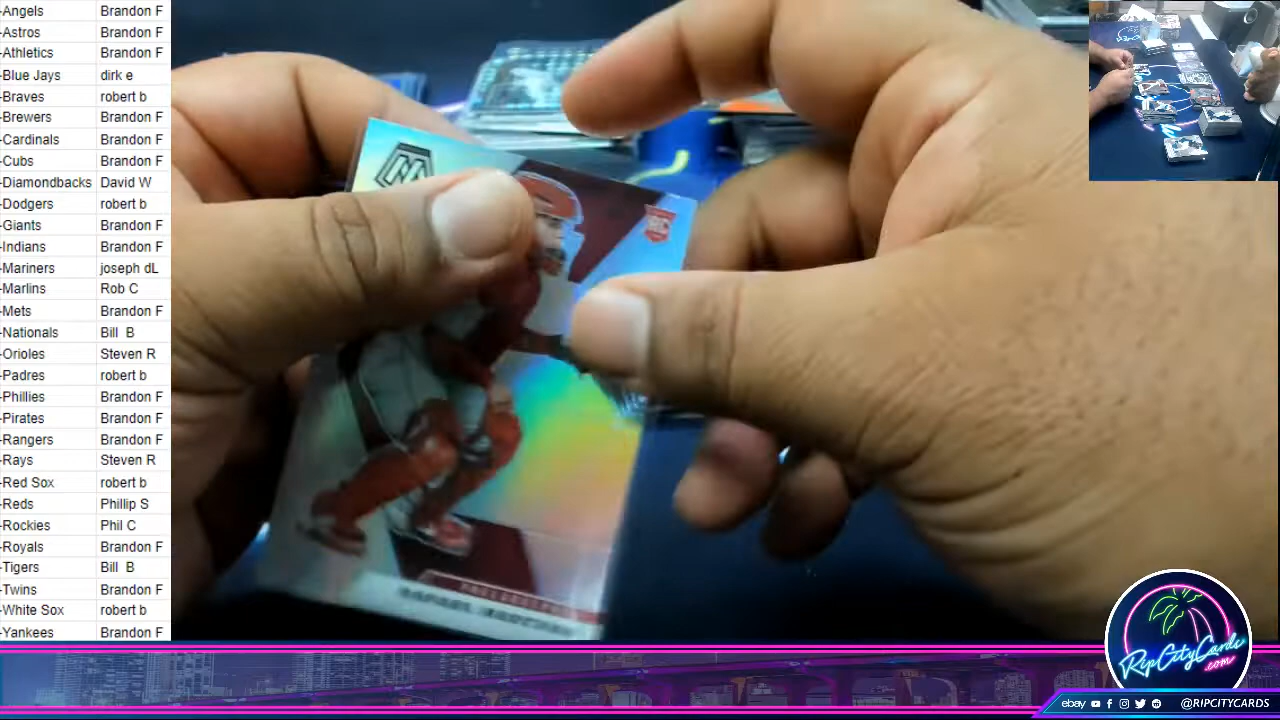 -Angels Brandon F
-Astros Brandon F
-Athletics Brandon F
-Blue Jays dirk e
-Braves robert b
-Brewers Brandon F
-Cardinals Brandon F
-Cubs Brandon F
-Diamondbacks David W
-Dodgers robert b
-Giants Brandon F
-Indians Brandon F
-Mariners joseph dL
-Marlins Rob C
-Mets Brandon F
-Nationals Bill B
-Orioles Steven R
-Padres robert b
-Phillies Brandon F
-Pirates Brandon F
-Rangers Brandon F
-Rays Steven R
-Red Sox robert b
-Reds Phillip S
-Rockies Phil C
-Royals Brandon F
-Tigers Bill B
-Twins Brandon F
-White Sox robert b
-Yankees Brandon F
RC
RipCityCards
.com
ebay @RIPCITYCARDS